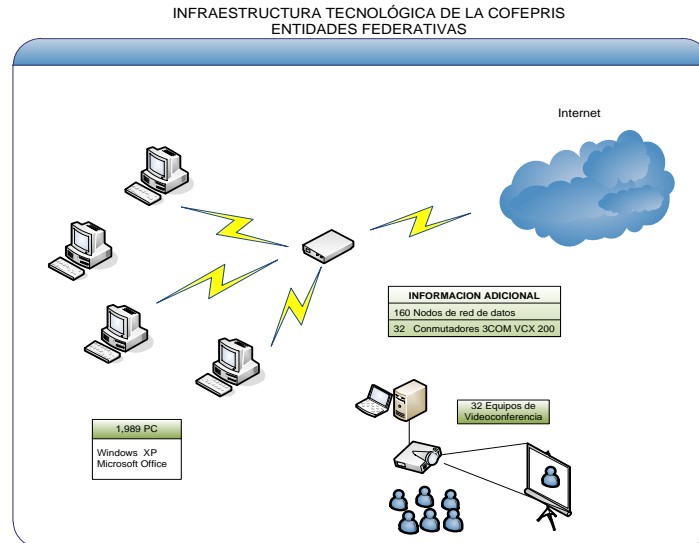 INFRAESTRUCTURA TECNOLÓGICA DE LA COFEPRIS
ENTIDADES FEDERATIVAS
Internet
INFORMACION ADICIONAL
160 Nodos de red de datos
32 Conmutadores 3COM VCX 200
1,989 PC
Windows XP
Microsoft Office
32 Equipos de
Videoconferencia